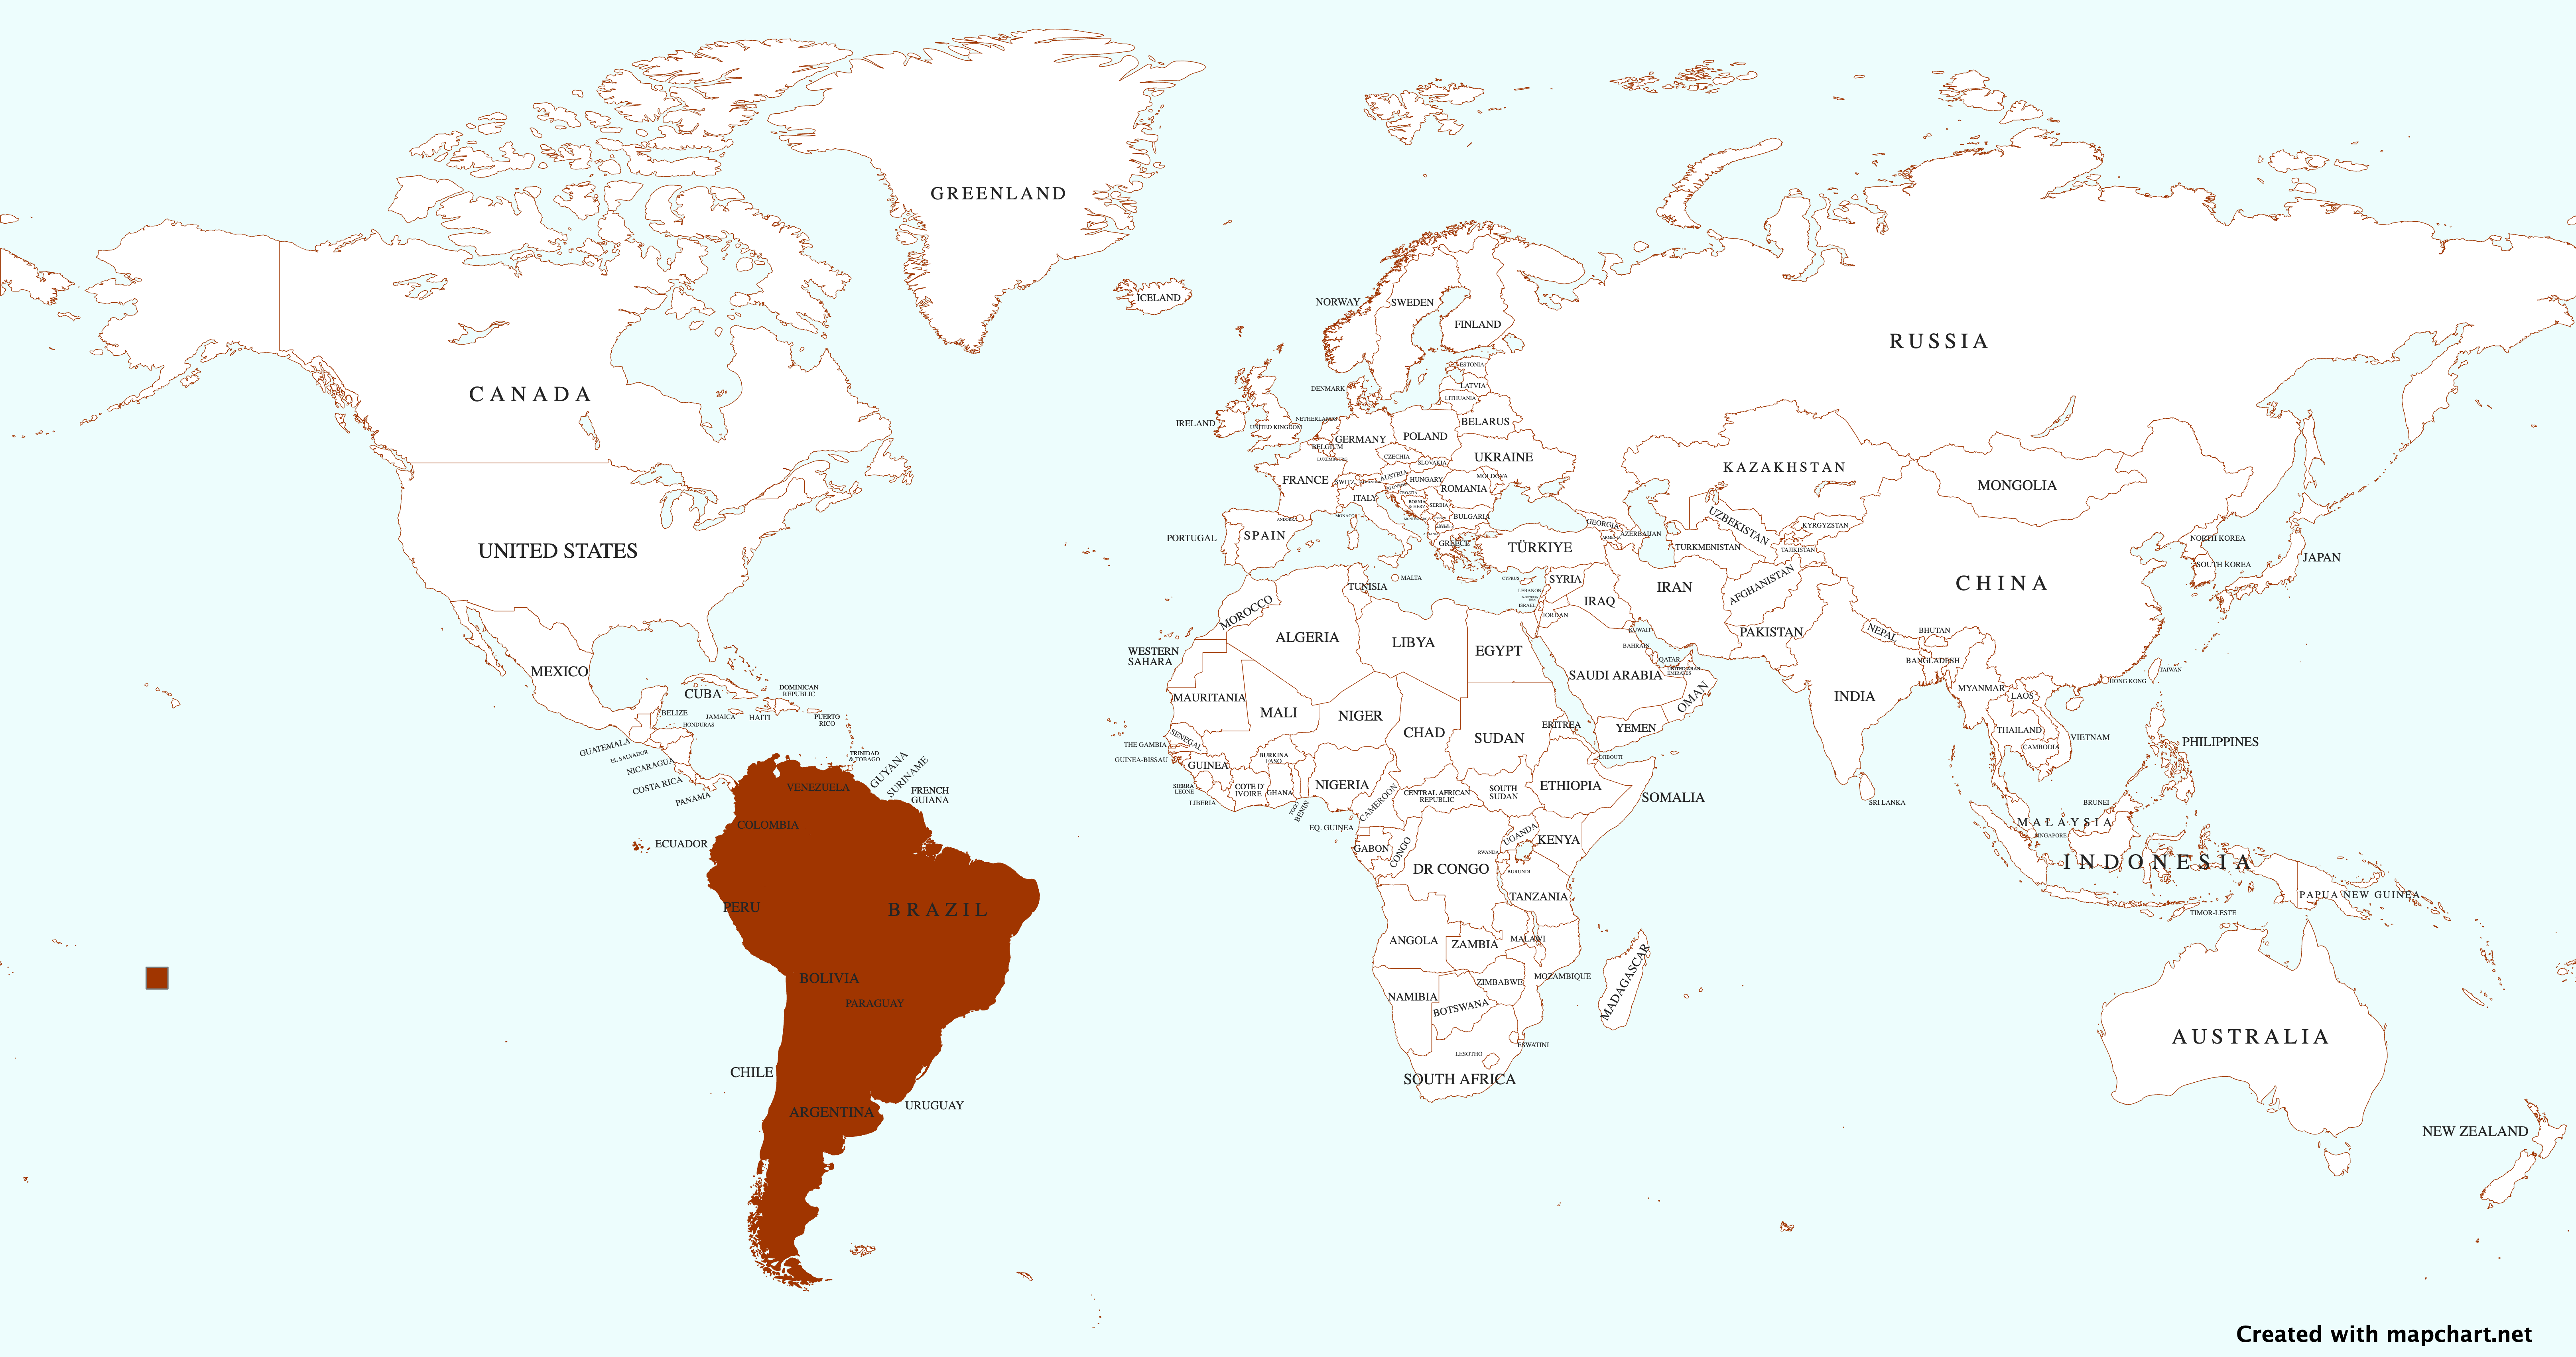 GREENLAND
ICELAND
NORWAY
SWEDEN
FINLAND
RUSSIA
CANADA
ESTONIA
LATVIA
LITHUANIA
DENMARK
IRELAND
UNITED KINGDOM
NETHERLANDS
BELARUS
BELGIUM
LUXEMBOURG
GERMANY
POLAND
CZECHIA
SLOVAKIA
UKRAINE
KAZAKHSTAN
MONGOLIA
FRANCE
SWITZ.
AUSTRIA
HUNGARY
MOLDOVA
ROMANIA
ITALY
CROATIA
BOSNIA
& HERZ.
SERBIA
BULGARIA
MONACO
ANDORRA
PORTUGAL
SPAIN
GREECE
TÜRKIYE
GEORGIA
ARMENIA
AZERBAIJAN
UZBEKISTAN
KYRGYZSTAN
TURKMENISTAN
TAJIKISTAN
NORTH KOREA
SOUTH KOREA
JAPAN
UNITED STATES
CHINA
MALTA
TUNISIA
CYPRUS
SYRIA
LEBANON
ISRAEL
JORDAN
IRAQ
IRAN
AFGHANISTAN
PAKISTAN
NEPAL
BHUTAN
BANGLADESH
MOROCCO
ALGERIA
LIBYA
EGYPT
KUWAIT
BAHRAIN
QATAR
UNITED ARAB
EMIRATES
SAUDI ARABIA
OMAN
YEMEN
WESTERN
SAHARA
MAURITANIA
MALI
NIGER
CHAD
SUDAN
ERITREA
DJIBOUTI
INDIA
MYANMAR
LAOS
THAILAND
CAMBODIA
VIETNAM
HONG KONG
TAIWAN
PHILIPPINES
SRI LANKA
MEXICO
CUBA
DOMINICAN
REPUBLIC
BELIZE
JAMAICA
HAITI
PUERTO
RICO
HONDURAS
GUATEMALA
EL SALVADOR
NICARAGUA
COSTA RICA
PANAMA
TRINIDAD
& TOBAGO
GUYANA
SURINAME
FRENCH
GUIANA
VENEZUELA
COLOMBIA
ECUADOR
PERU
BRAZIL
BOLIVIA
PARAGUAY
CHILE
ARGENTINA
URUGUAY
SENEGAL
THE GAMBIA
GUINEA-BISSAU
GUINEA
SIERRA
LEONE
LIBERIA
COTE D'
IVOIRE
BURKINA
FASO
GHANA
TOGO
BENIN
NIGERIA
CAMEROON
CENTRAL AFRICAN
REPUBLIC
SOUTH
SUDAN
ETHIOPIA
SOMALIA
EQ. GUINEA
GABON
CONGO
DR CONGO
UGANDA
KENYA
RWANDA
BURUNDI
TANZANIA
ANGOLA
ZAMBIA
MALAWI
MOZAMBIQUE
ZIMBABWE
NAMIBIA
BOTSWANA
MADAGASCAR
ESWATINI
LESOTHO
SOUTH AFRICA
BRUNEI
MALAYSIA
SINGAPORE
INDONESIA
PAPUA NEW GUINEA
TIMOR-LESTE
AUSTRALIA
NEW ZEALAND
Created with mapchart.net